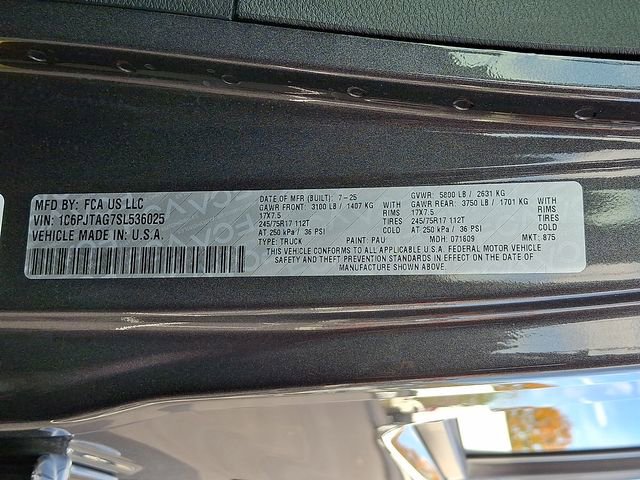 MFD BY: FCA US LLC
VIN: 1C6PJTAG7SL536025
VEHICLE MADE IN: U.S.A.
DATE OF MFR (BUILT): 7-25 GVWR: 5800 LB / 2631 KG
GAWR FRONT: 3100 LB / 1407 KG WITH GAWR REAR: 3750 LB / 1701 KG WITH
17X7.5 RIMS 17X7.5 RIMS
245/75R17 112T TIRES 245/75R17 112T TIRES
AT 250 kPa / 36 PSI COLD AT 250 kPa / 36 PSI COLD
TYPE: TRUCK PAINT: PAU MDH: 071609 MKT: 875
THIS VEHICLE CONFORMS TO ALL APPLICABLE U.S.A. FEDERAL MOTOR VEHICLE
SAFETY AND THEFT PREVENTION STANDARDS IN EFFECT ON THE DATE OF
MANUFACTURE SHOWN ABOVE.